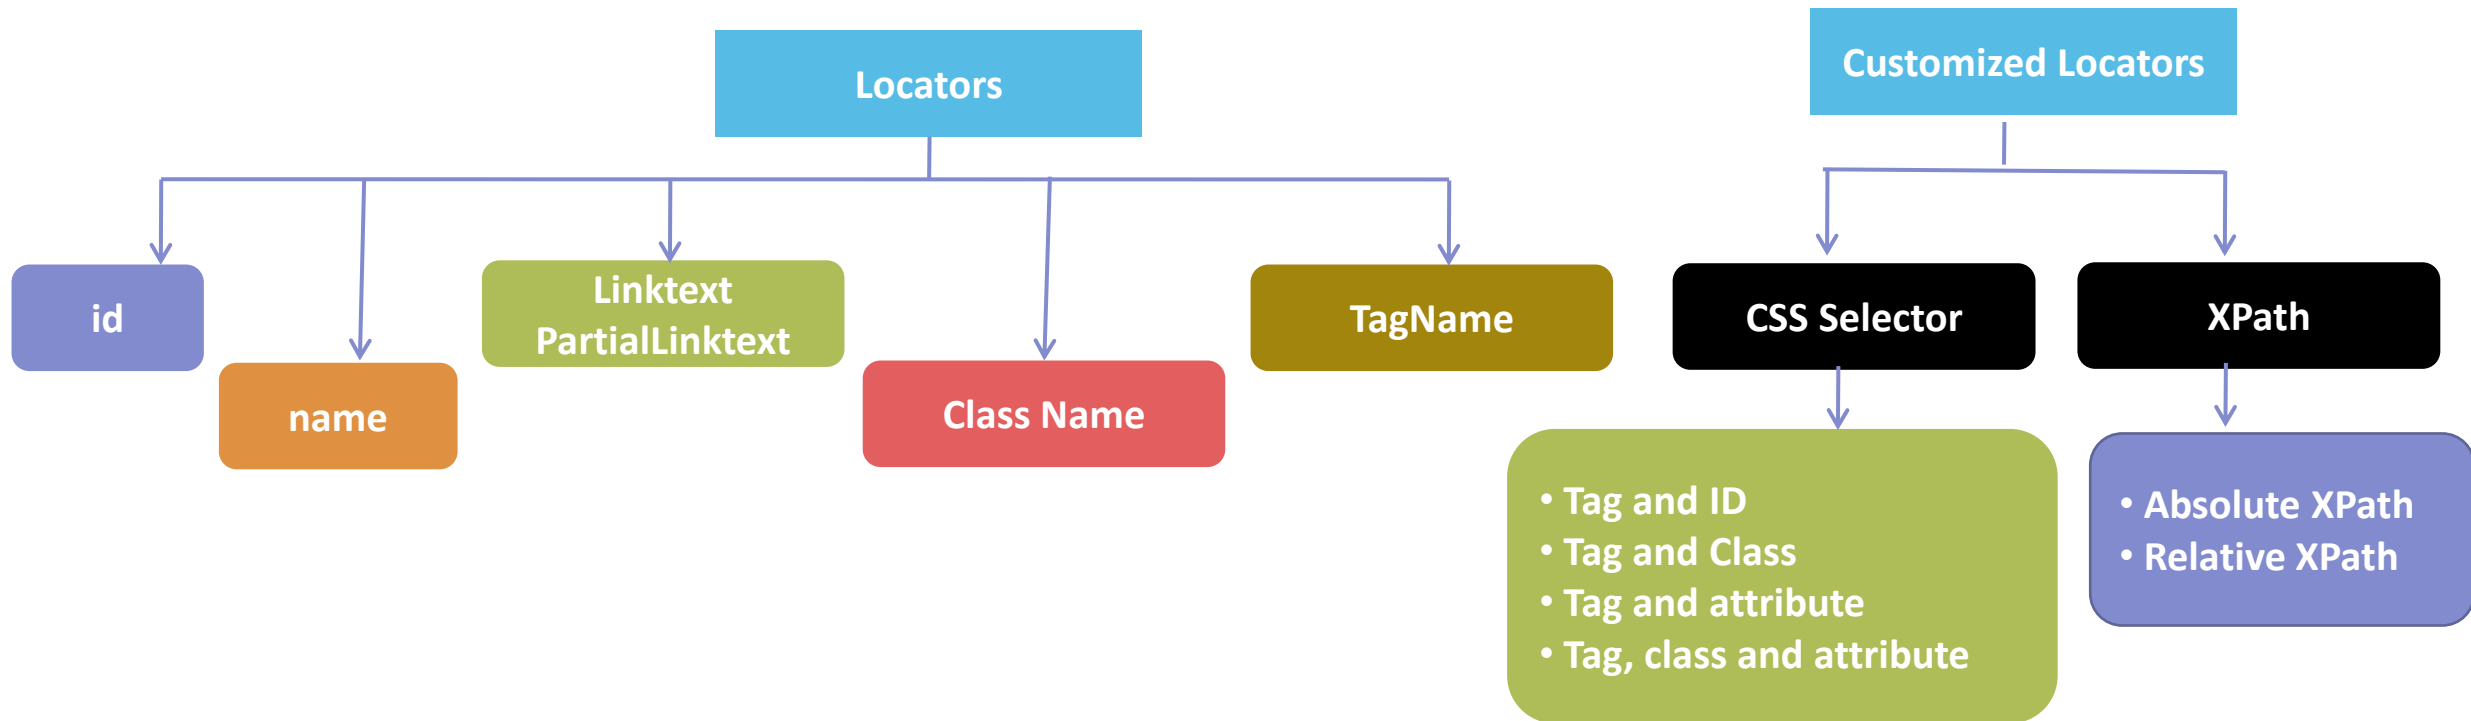 Locators
Customized Locators
id
name
Linktext
PartialLinktext
Class Name
TagName
CSS Selector
XPath
• Tag and ID
• Tag and Class
• Tag and attribute
• Tag, class and attribute
• Absolute XPath
• Relative XPath